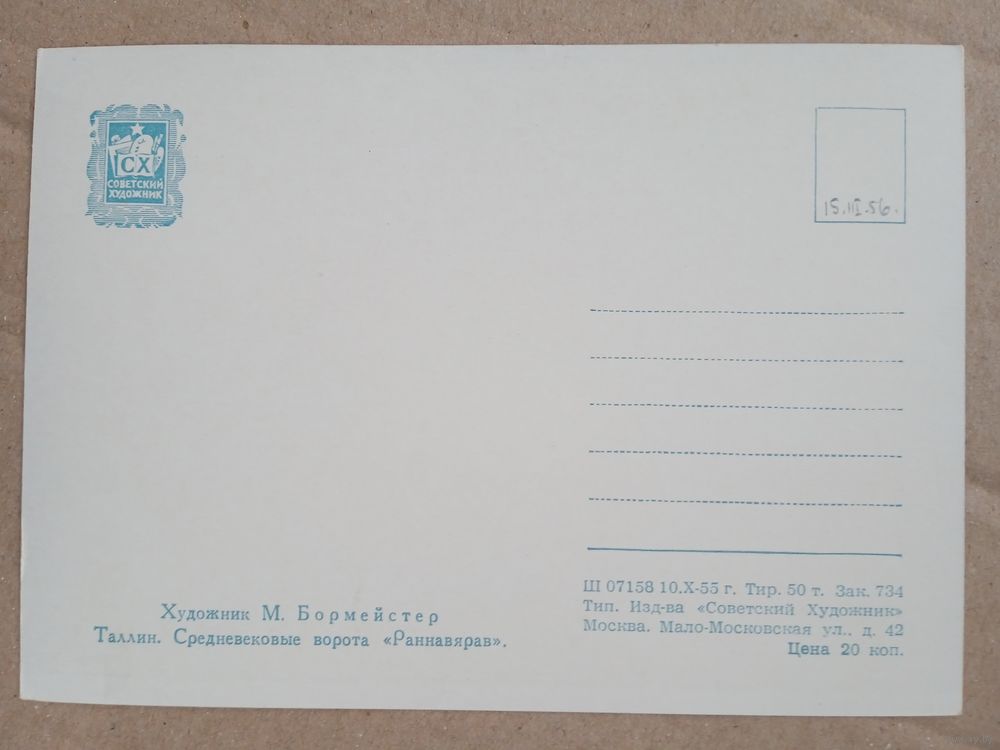 СХ
СОВЕТСКИЙ
ХУДОЖНИК
15.III.56.
Художник М. Бормейстер
Таллин. Средневековые ворота «Раннавярав».
Ш 07158 10.X-55 г. Тир. 50 т. Зак. 734
Тип. Изд-ва «Советский Художник»
Москва. Мало-Московская ул., д. 42
Цена 20 коп.